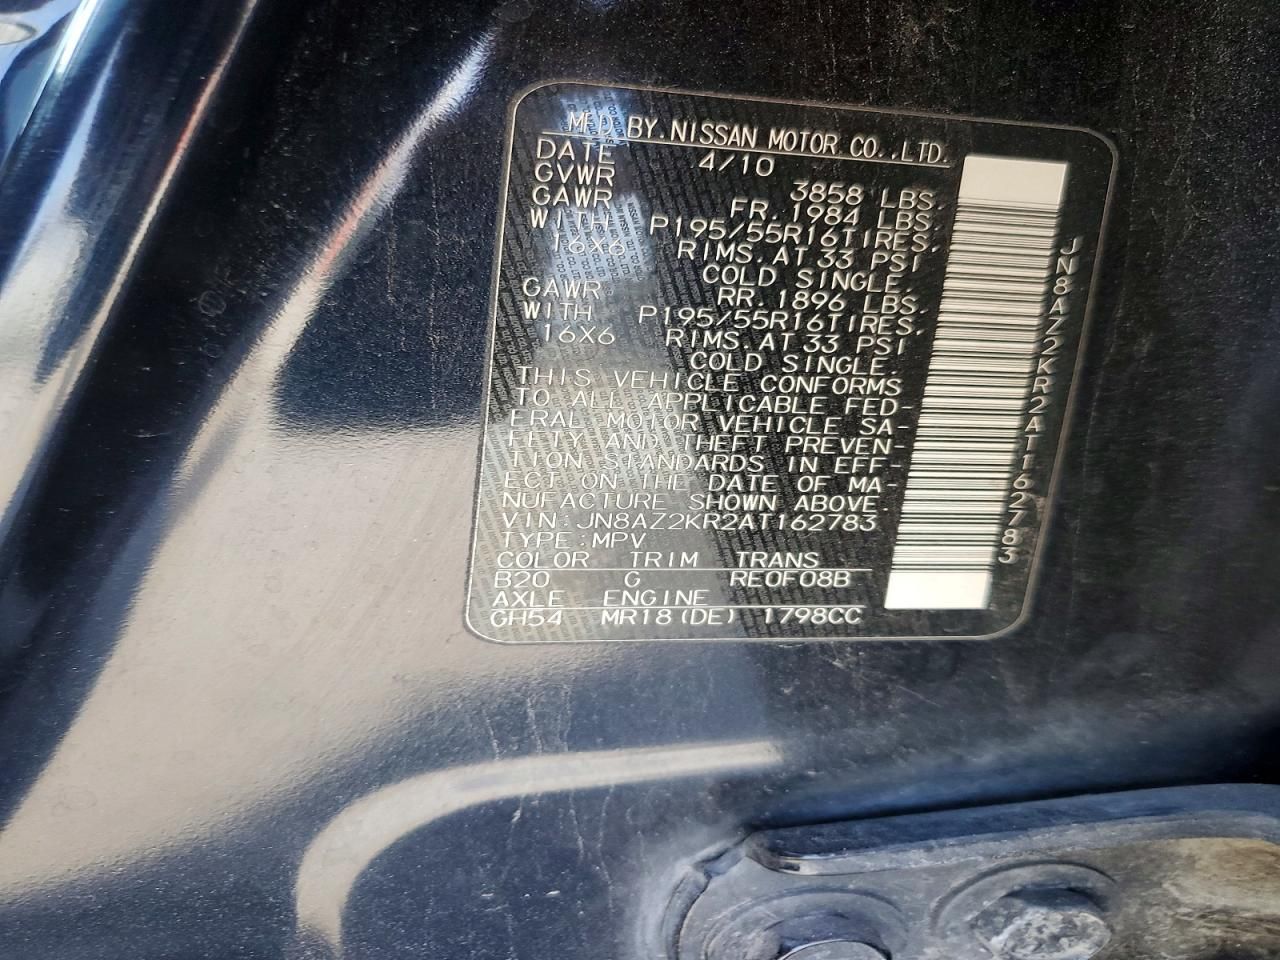 MFD. BY. NISSAN MOTOR CO., LTD.
DATE 4/10
GVWR 3858 LBS.
GAWR FR. 1984 LBS.
WITH P195/55R16TIRES.
16X6 RIMS. AT 33 PSI
COLD SINGLE.
GAWR RR. 1896 LBS.
WITH P195/55R16TIRES.
16X6 RIMS. AT 33 PSI
COLD SINGLE.
THIS VEHICLE CONFORMS
TO ALL APPLICABLE FED-
ERAL MOTOR VEHICLE SA-
FETY AND THEFT PREVEN-
TION STANDARDS IN EFF-
ECT ON THE DATE OF MA-
NUFACTURE SHOWN ABOVE.
VIN: JN8AZ2KR2AT162783
TYPE: MPV
COLOR TRIM TRANS
B20 G RE0F08B
AXLE ENGINE
GH54 MR18 (DE) 1798CC
JN8AZ2KR2AT162783